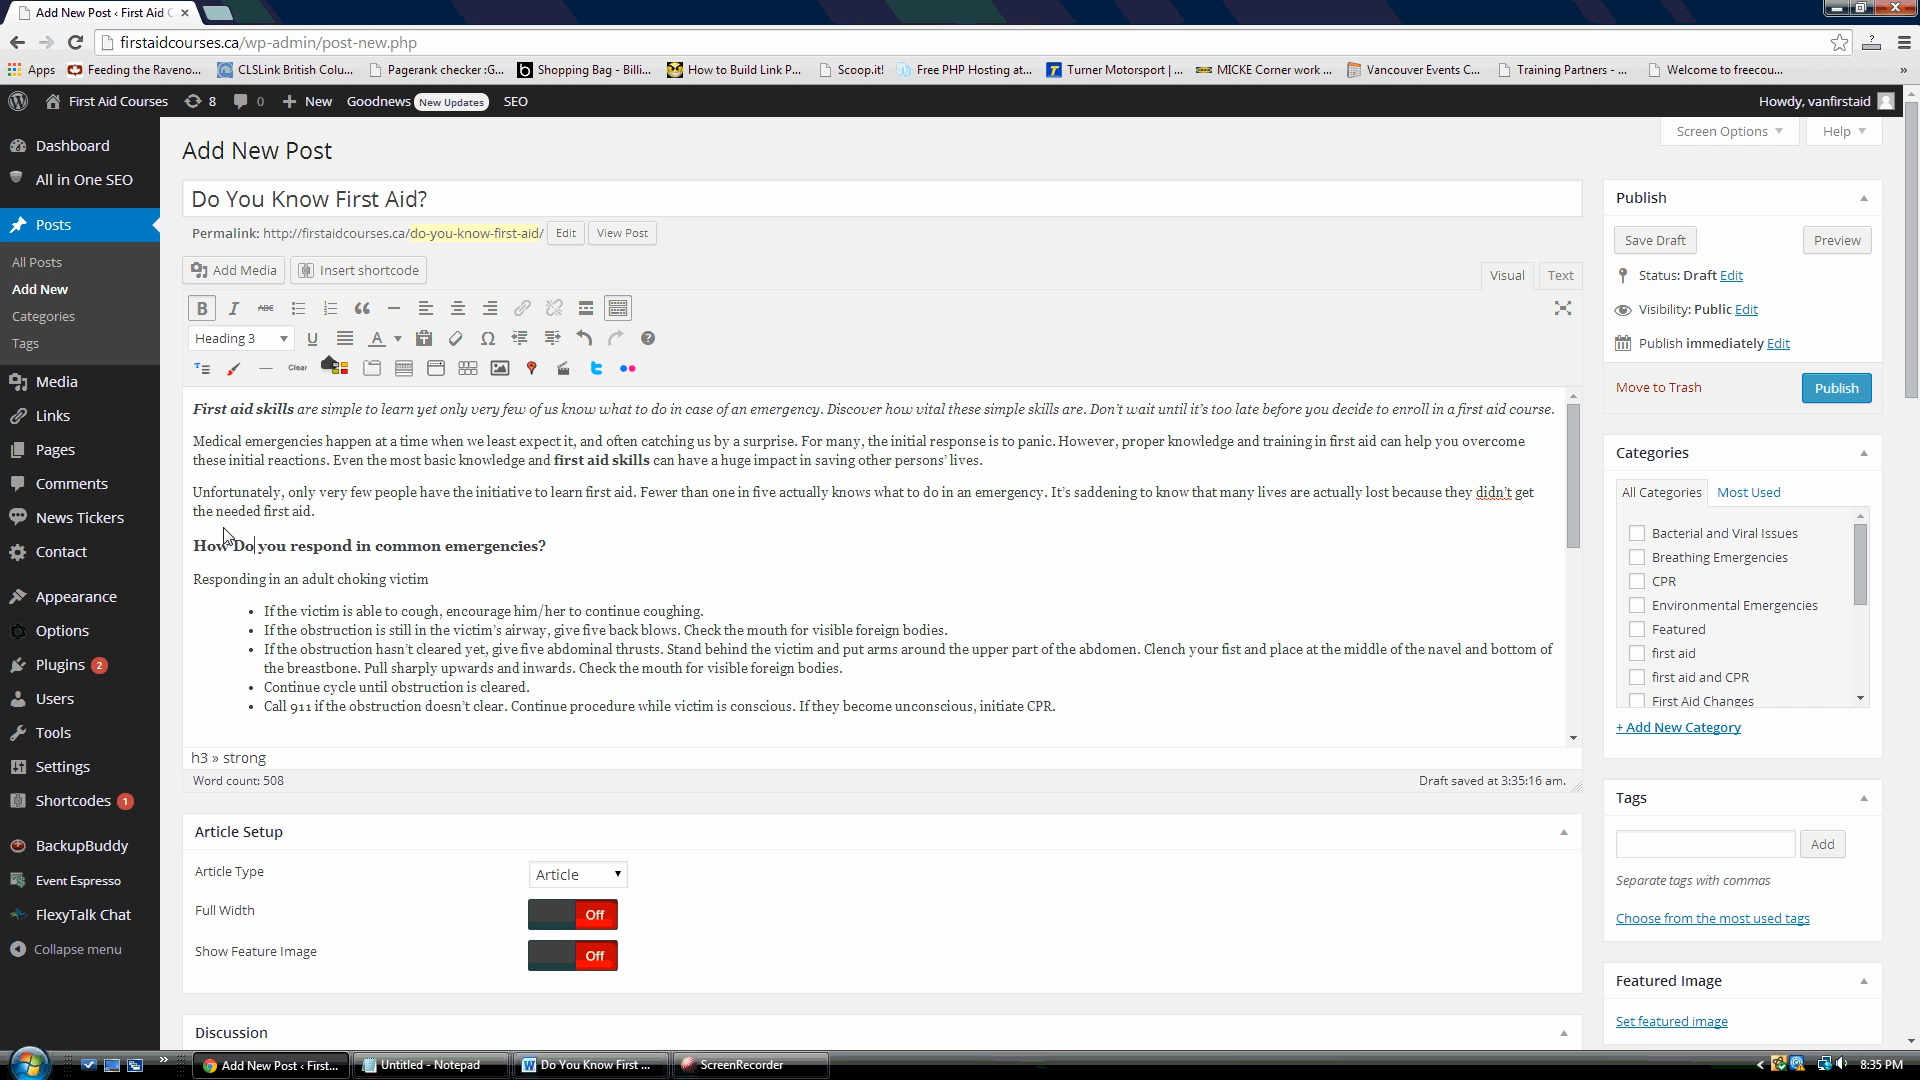 Add New Post ‹ First Aid C
firstaidcourses.ca/wp-admin/post-new.php
Apps Feeding the Raveno... CLSLink British Colu... Pagerank checker :G... Shopping Bag - Billi... How to Build Link P... Scoop.it! Free PHP Hosting at... Turner Motorsport | ... MICKE Corner work ... Vancouver Events C... Training Partners - ... Welcome to freecou... »
First Aid Courses 8 0 New Goodnews New Updates SEO Howdy, vanfirstaid
Screen Options Help
Dashboard
All in One SEO
Posts
All Posts
Add New
Categories
Tags
Media
Links
Pages
Comments
News Tickers
Contact
Appearance
Options
Plugins 2
Users
Tools
Settings
Shortcodes 1
BackupBuddy
Event Espresso
FlexyTalk Chat
Collapse menu
Add New Post
Do You Know First Aid?
Permalink: http://firstaidcourses.ca/do-you-know-first-aid/ Edit View Post
Add Media Insert shortcode Visual Text
B I ABC
Heading 3 U A Ω
T Clear
First aid skills are simple to learn yet only very few of us know what to do in case of an emergency. Discover how vital these simple skills are. Don't wait until it's too late before you decide to enroll in a first aid course.
Medical emergencies happen at a time when we least expect it, and often catching us by a surprise. For many, the initial response is to panic. However, proper knowledge and training in first aid can help you overcome
these initial reactions. Even the most basic knowledge and first aid skills can have a huge impact in saving other persons' lives.
Unfortunately, only very few people have the initiative to learn first aid. Fewer than one in five actually knows what to do in an emergency. It's saddening to know that many lives are actually lost because they didn't get
the needed first aid.
How Do you respond in common emergencies?
Responding in an adult choking victim
• If the victim is able to cough, encourage him/her to continue coughing.
• If the obstruction is still in the victim's airway, give five back blows. Check the mouth for visible foreign bodies.
• If the obstruction hasn't cleared yet, give five abdominal thrusts. Stand behind the victim and put arms around the upper part of the abdomen. Clench your fist and place at the middle of the navel and bottom of
the breastbone. Pull sharply upwards and inwards. Check the mouth for visible foreign bodies.
• Continue cycle until obstruction is cleared.
• Call 911 if the obstruction doesn't clear. Continue procedure while victim is conscious. If they become unconscious, initiate CPR.
h3 » strong
Word count: 508 Draft saved at 3:35:16 am.
Article Setup
Article Type Article
Full Width Off
Show Feature Image Off
Discussion
Publish
Save Draft Preview
Status: Draft Edit
Visibility: Public Edit
Publish immediately Edit
Move to Trash Publish
Categories
All Categories Most Used
Bacterial and Viral Issues
Breathing Emergencies
CPR
Environmental Emergencies
Featured
first aid
first aid and CPR
First Aid Changes
+ Add New Category
Tags
Add
Separate tags with commas
Choose from the most used tags
Featured Image
Set featured image
» Add New Post ‹ First... Untitled - Notepad Do You Know First ... ScreenRecorder 8:35 PM